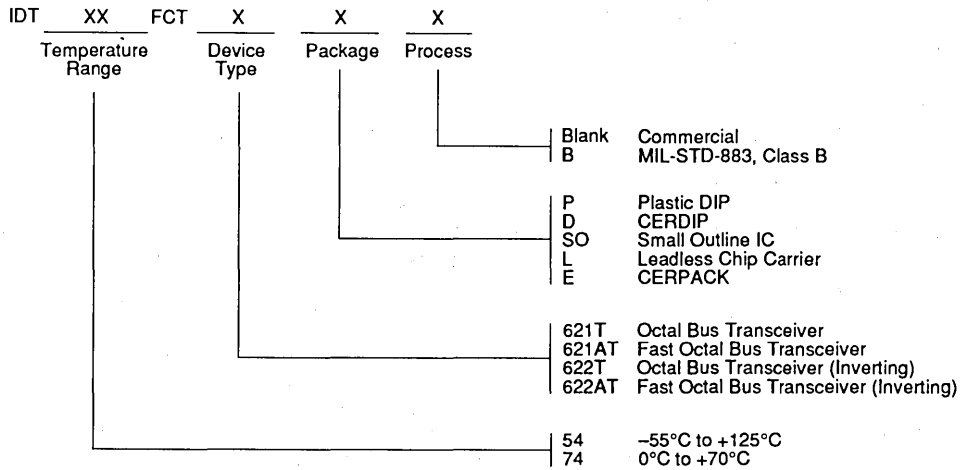 IDT XX FCT X X X
Temperature Range Device Type Package Process
Blank Commercial
B MIL-STD-883, Class B
P Plastic DIP
D CERDIP
SO Small Outline IC
L Leadless Chip Carrier
E CERPACK
621T Octal Bus Transceiver
621AT Fast Octal Bus Transceiver
622T Octal Bus Transceiver (Inverting)
622AT Fast Octal Bus Transceiver (Inverting)
54 –55°C to +125°C
74 0°C to +70°C